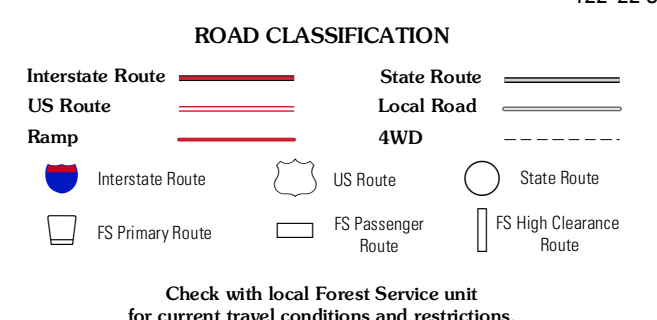 ROAD CLASSIFICATION
Interstate Route State Route
US Route Local Road
Ramp 4WD
Interstate Route US Route State Route
FS Primary Route FS Passenger Route FS High Clearance Route
Check with local Forest Service unit
for current travel conditions and restrictions.